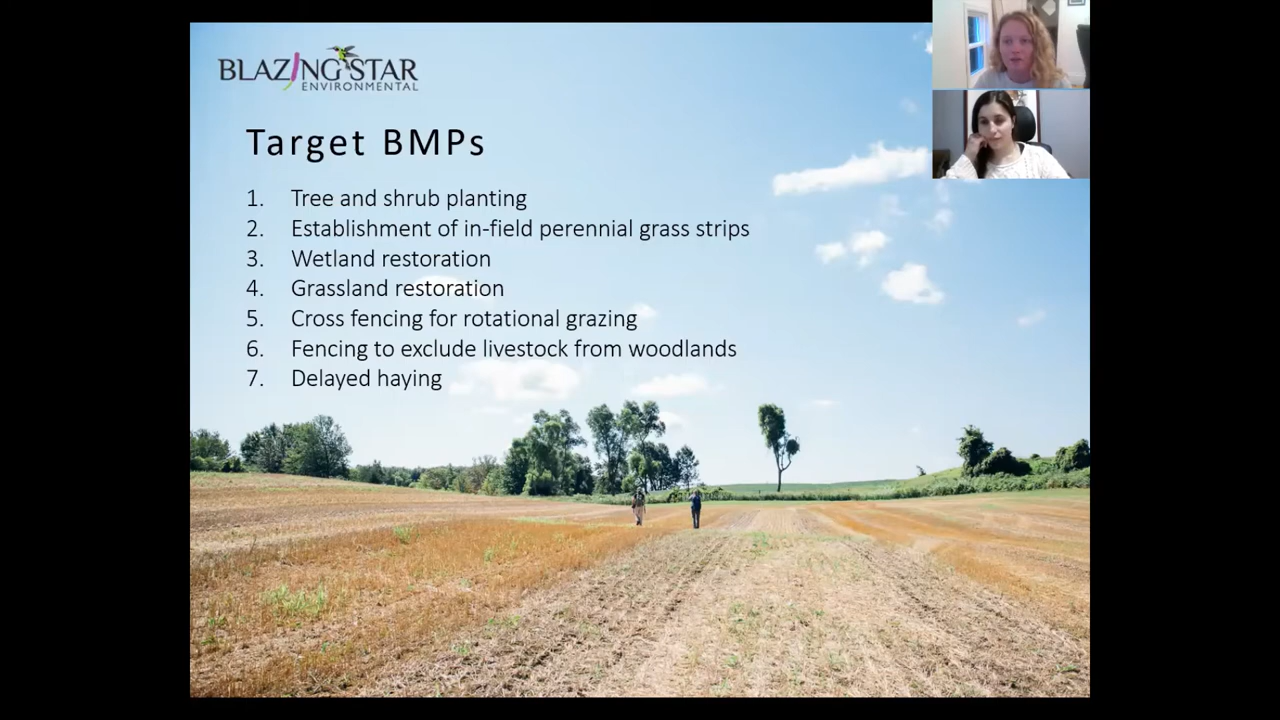 BLAZING STAR
ENVIRONMENTAL
Target BMPs
1. Tree and shrub planting
2. Establishment of in-field perennial grass strips
3. Wetland restoration
4. Grassland restoration
5. Cross fencing for rotational grazing
6. Fencing to exclude livestock from woodlands
7. Delayed haying